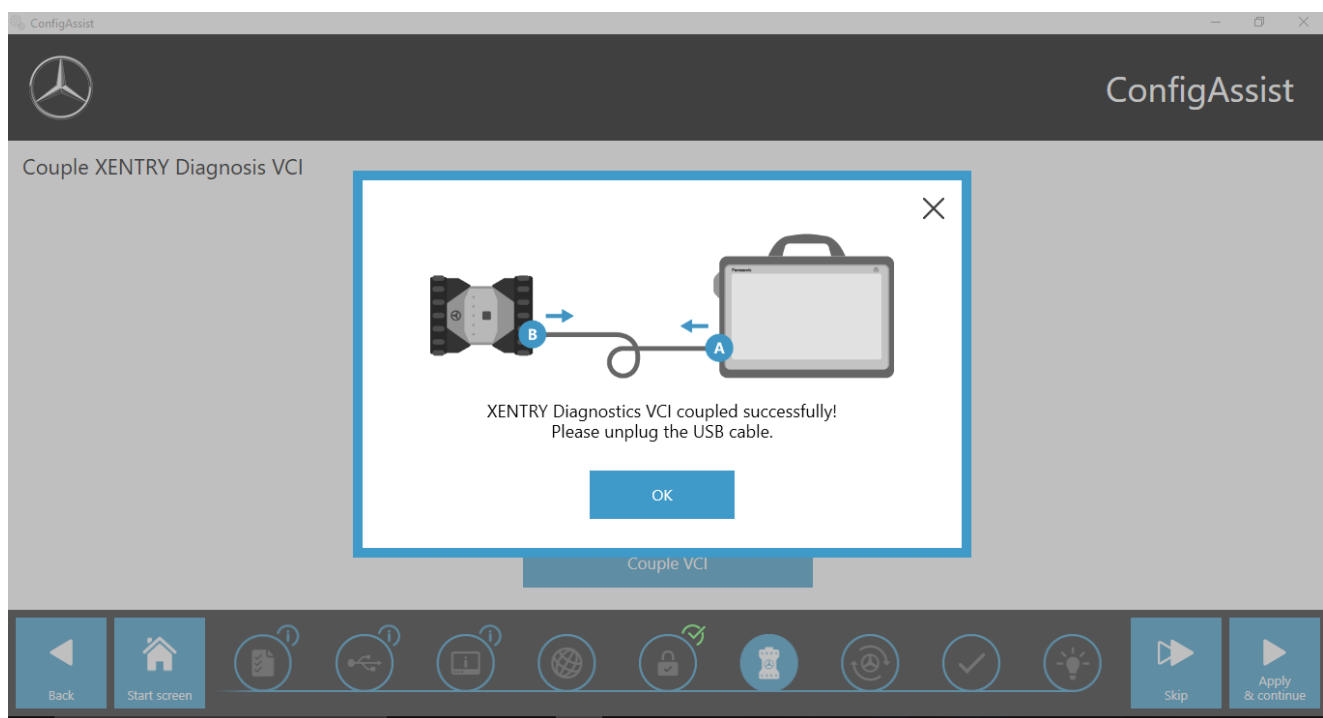 ConfigAssist
ConfigAssist
Couple XENTRY Diagnosis VCI
Panasonic
B
A
XENTRY Diagnostics VCI coupled successfully!
Please unplug the USB cable.
OK
Couple VCI
Back
Start screen
Skip
Apply
& continue